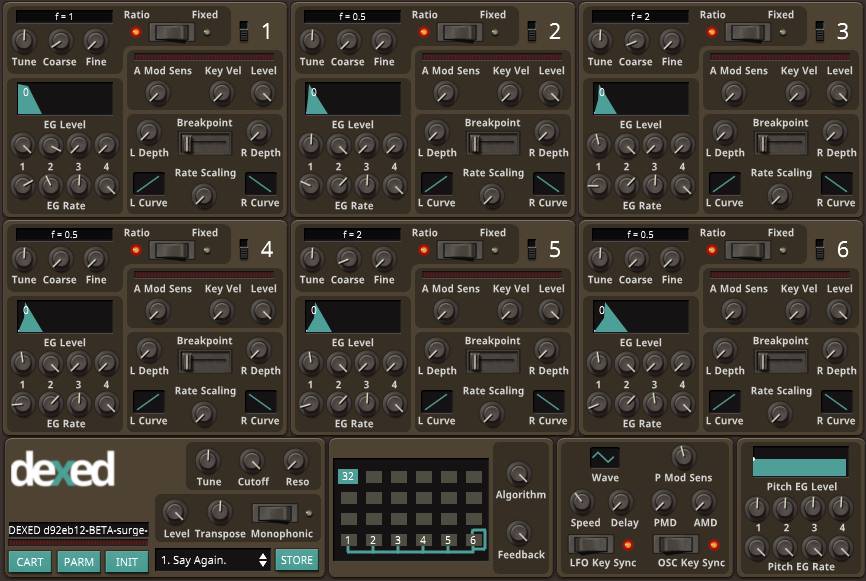 f = 1
Ratio
Fixed
1
Tune Coarse Fine
A Mod Sens Key Vel Level
0
EG Level
Breakpoint
L Depth R Depth
1 2 3 4
Rate Scaling
EG Rate
L Curve R Curve
f = 0.5
Ratio
Fixed
2
Tune Coarse Fine
A Mod Sens Key Vel Level
0
EG Level
Breakpoint
L Depth R Depth
1 2 3 4
Rate Scaling
EG Rate
L Curve R Curve
f = 2
Ratio
Fixed
3
Tune Coarse Fine
A Mod Sens Key Vel Level
0
EG Level
Breakpoint
L Depth R Depth
1 2 3 4
Rate Scaling
EG Rate
L Curve R Curve
f = 0.5
Ratio
Fixed
4
Tune Coarse Fine
A Mod Sens Key Vel Level
0
EG Level
Breakpoint
L Depth R Depth
1 2 3 4
Rate Scaling
EG Rate
L Curve R Curve
f = 2
Ratio
Fixed
5
Tune Coarse Fine
A Mod Sens Key Vel Level
0
EG Level
Breakpoint
L Depth R Depth
1 2 3 4
Rate Scaling
EG Rate
L Curve R Curve
f = 0.5
Ratio
Fixed
6
Tune Coarse Fine
A Mod Sens Key Vel Level
0
EG Level
Breakpoint
L Depth R Depth
1 2 3 4
Rate Scaling
EG Rate
L Curve R Curve
dexed
Tune Cutoff Reso
DEXED d92eb12-BETA-surge-
Level Transpose Monophonic
CART PARM INIT
1. Say Again.
STORE
32
1 2 3 4 5 6
Algorithm
Feedback
Wave P Mod Sens
Speed Delay PMD AMD
LFO Key Sync OSC Key Sync
Pitch EG Level
1 2 3 4
Pitch EG Rate